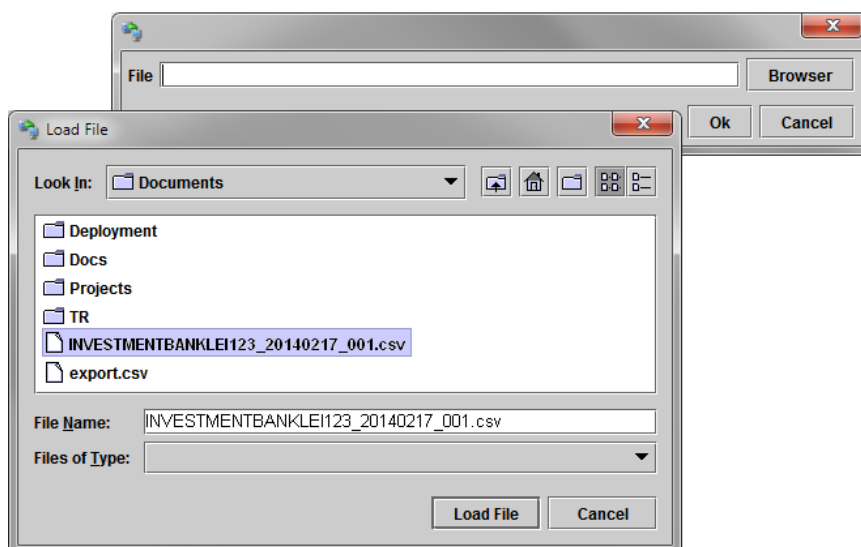 File
Browser
Ok Cancel
Load File
Look In: Documents
Deployment
Docs
Projects
TR
INVESTMENTBANKLEI123_20140217_001.csv
export.csv
File Name: INVESTMENTBANKLEI123_20140217_001.csv
Files of Type:
Load File Cancel